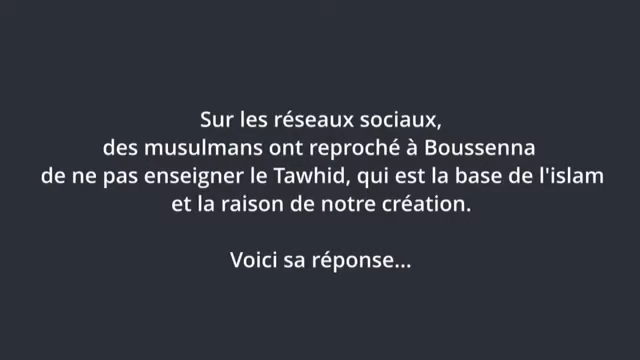 Sur les réseaux sociaux,
des musulmans ont reproché à Boussenna
de ne pas enseigner le Tawhid, qui est la base de l'islam
et la raison de notre création.
Voici sa réponse...